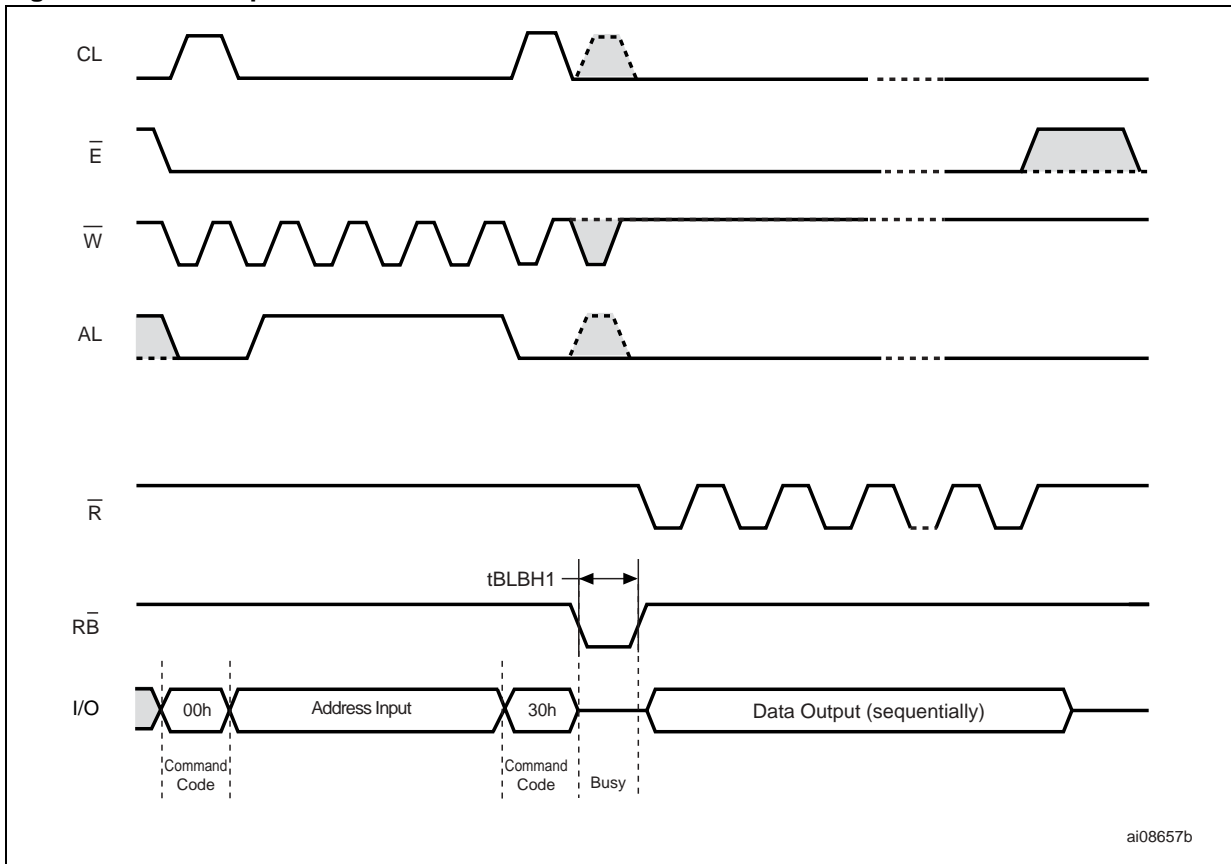 CL
E̅
W̅
AL
R̅
tBLBH1
RB̅
I/O
00h
Address Input
30h
Data Output (sequentially)
Command
Code
Command
Code
Busy
ai08657b